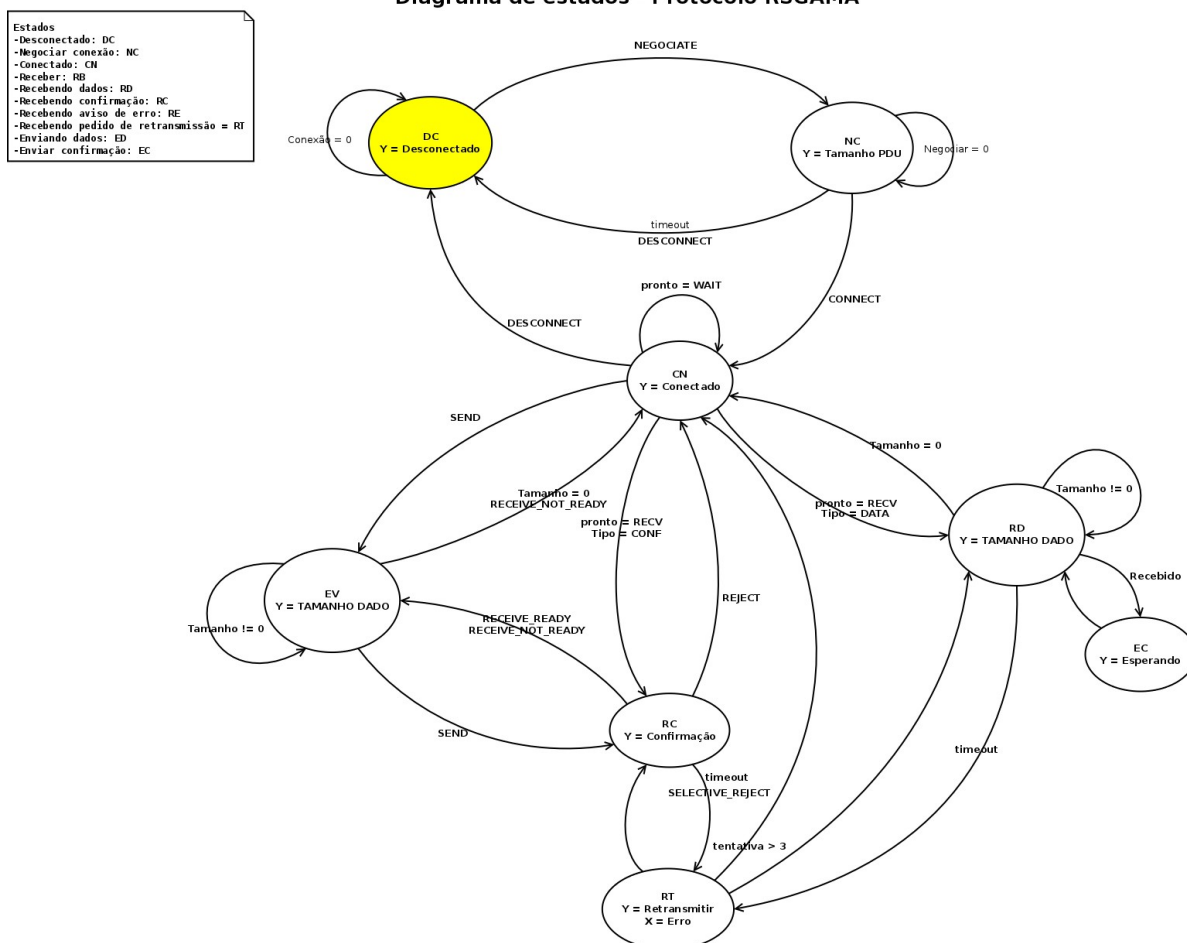 Diagrama de estados - Protocolo RSGAMA
Estados
-Desconectado: DC
-Negociar conexão: NC
-Conectado: CN
-Receber: RB
-Recebendo dados: RD
-Recebendo confirmação: RC
-Recebendo aviso de erro: RE
-Recebendo pedido de retransmissão = RT
-Enviando dados: ED
-Enviar confirmação: EC
NEGOCIATE
Conexão = 0
DC
Y = Desconectado
NC
Y = Tamanho PDU
Negociar = 0
timeout
DESCONNECT
pronto = WAIT
CONNECT
DESCONNECT
CN
Y = Conectado
SEND
Tamanho = 0
Tamanho = 0
RECEIVE_NOT_READY
pronto = RECV
Tipo = CONF
pronto = RECV
Tipo = DATA
Tamanho != 0
RD
Y = TAMANHO DADO
Recebido
EV
Y = TAMANHO DADO
REJECT
Tamanho != 0
RECEIVE_READY
RECEIVE_NOT_READY
EC
Y = Esperando
SEND
RC
Y = Confirmação
timeout
timeout
SELECTIVE_REJECT
tentativa > 3
RT
Y = Retransmitir
X = Erro